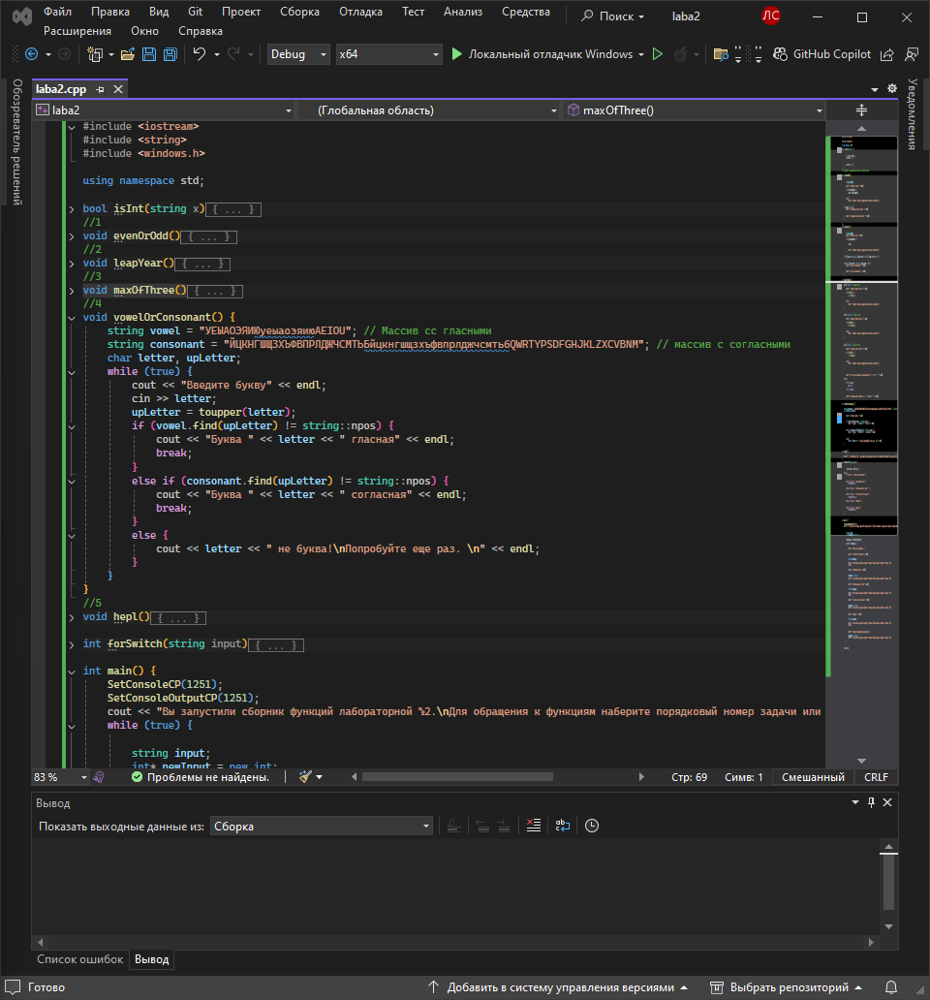 Файл Правка Вид Git Проект Сборка Отладка Тест Анализ Средства Поиск laba2 ЛС
Расширения Окно Справка
Debug x64 Локальный отладчик Windows GitHub Copilot
Обозреватель решений
Уведомления
laba2.cpp
laba2 (Глобальная область) maxOfThree()
#include <iostream>
#include <string>
#include <windows.h>
using namespace std;
bool isInt(string x){ ... }
//1
void evenOrOdd(){ ... }
//2
void leapYear(){ ... }
//3
void maxOfThree(){ ... }
//4
void vowelOrConsonant() {
string vowel = "УЕЫАОЭЯИЮуеыаоэяиюAEIOU"; // Массив сс гласными
string consonant = "ЙЦКНГШЩЗХЪФВПРЛДЖЧСМТЬБйцкнгшщзхъфвпрлджчсмтьбQWRTYPSDFGHJKLZXCVBNM"; // массив с согласными
char letter, upLetter;
while (true) {
cout << "Введите букву" << endl;
cin >> letter;
upLetter = toupper(letter);
if (vowel.find(upLetter) != string::npos) {
cout << "Буква " << letter << " гласная" << endl;
break;
}
else if (consonant.find(upLetter) != string::npos) {
cout << "Буква " << letter << " согласная" << endl;
break;
}
else {
cout << letter << " не буква!\nПопробуйте еще раз. \n" << endl;
}
}
}
//5
void hepl(){ ... }
int forSwitch(string input){ ... }
int main() {
SetConsoleCP(1251);
SetConsoleOutputCP(1251);
cout << "Вы запустили сборник функций лабораторной №2.\nДля обращения к функциям наберите порядковый номер задачи или
while (true) {
string input;
int* newInput = new int;
83 % Проблемы не найдены. Стр: 69 Симв: 1 Смешанный CRLF
Вывод
Показать выходные данные из: Сборка
Список ошибок Вывод
Готово Добавить в систему управления версиями Выбрать репозиторий